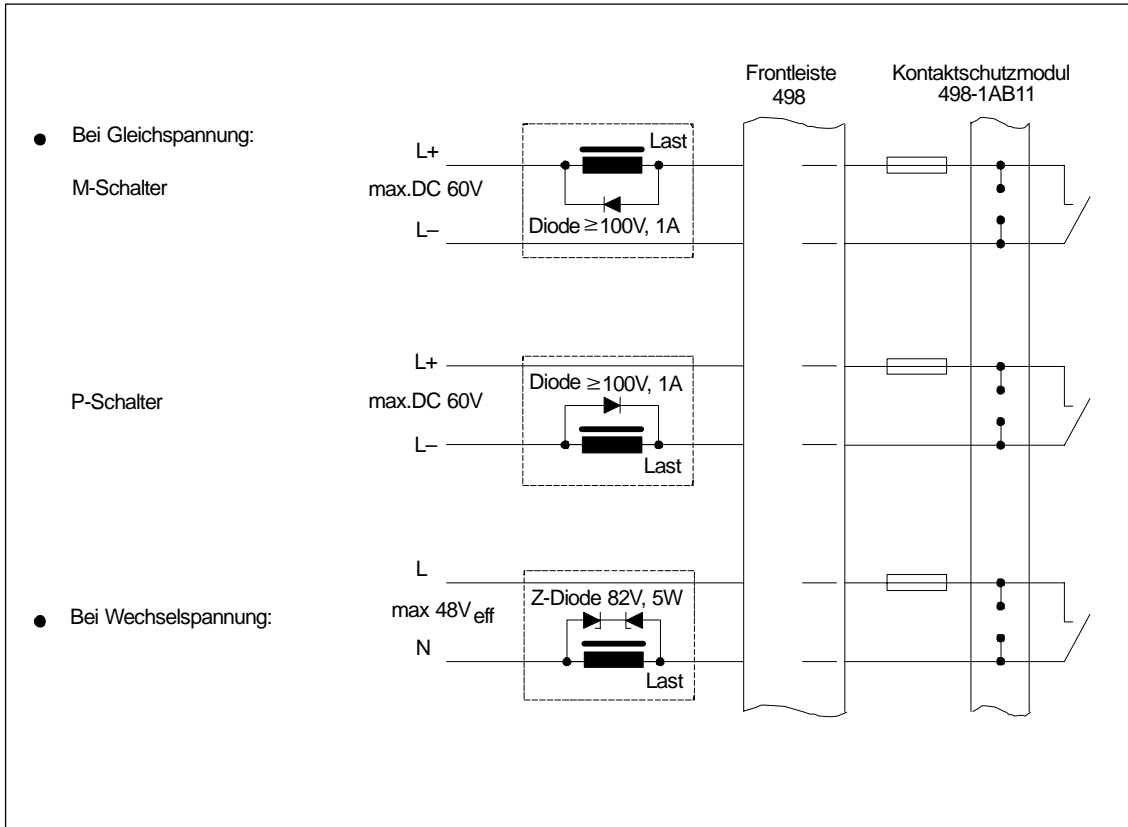 Frontleiste
498
Kontaktschutzmodul
498-1AB11
● Bei Gleichspannung:
M-Schalter
L+
max.DC 60V
L–
Last
Diode ≥100V, 1A
P-Schalter
L+
max.DC 60V
L–
Diode ≥100V, 1A
Last
● Bei Wechselspannung:
L
max 48Veff
N
Z-Diode 82V, 5W
Last